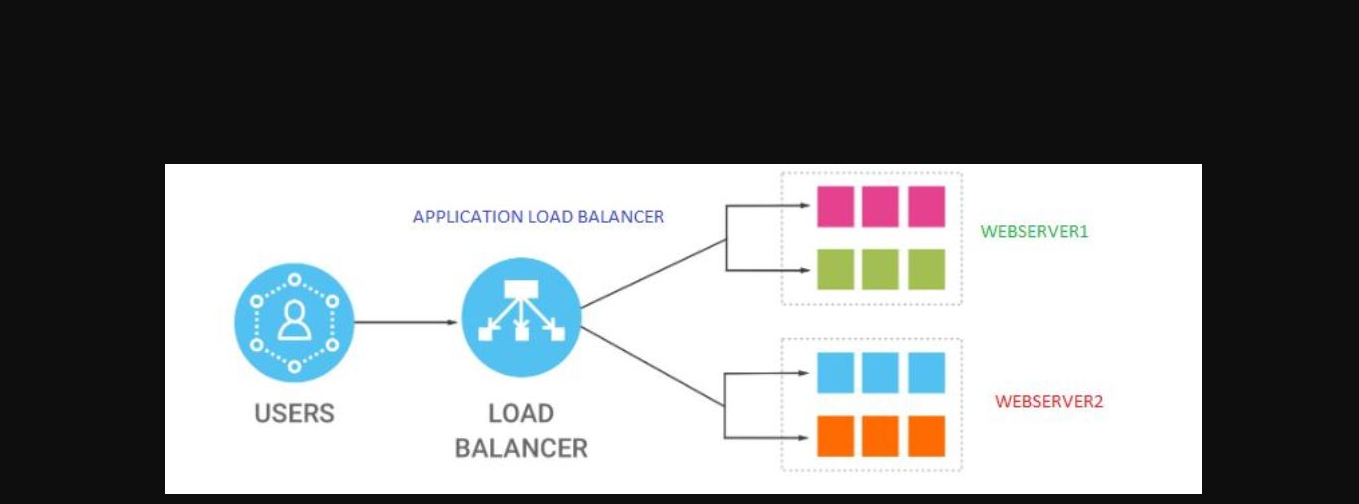 APPLICATION LOAD BALANCER
WEBSERVER1
WEBSERVER2
USERS
LOAD
BALANCER